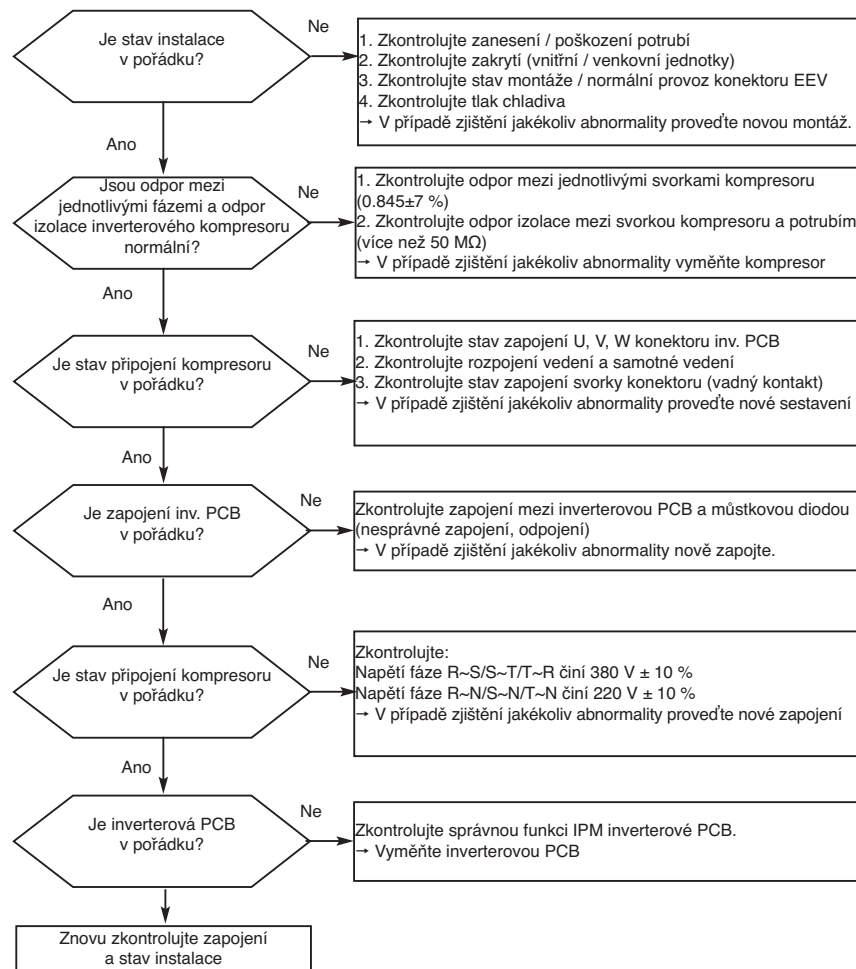 Je stav instalace
v pořádku?
Ne
1. Zkontrolujte zanesení / poškození potrubí
2. Zkontrolujte zakrytí (vnitřní / venkovní jednotky)
3. Zkontrolujte stav montáže / normální provoz konektoru EEV
4. Zkontrolujte tlak chladiva
→ V případě zjištění jakékoliv abnormality proveďte novou montáž.
Ano
Jsou odpor mezi
jednotlivými fázemi a odpor
izolace inverterového kompresoru
normální?
Ne
1. Zkontrolujte odpor mezi jednotlivými svorkami kompresoru
(0.845±7 %)
2. Zkontrolujte odpor izolace mezi svorkou kompresoru a potrubím
(více než 50 MΩ)
→ V případě zjištění jakékoliv abnormality vyměňte kompresor
Ano
Je stav připojení kompresoru
v pořádku?
Ne
1. Zkontrolujte stav zapojení U, V, W konektoru inv. PCB
2. Zkontrolujte rozpojení vedení a samotné vedení
3. Zkontrolujte stav zapojení svorky konektoru (vadný kontakt)
→ V případě zjištění jakékoliv abnormality proveďte nové sestavení
Ano
Je zapojení inv. PCB
v pořádku?
Ne
Zkontrolujte zapojení mezi inverterovou PCB a můstkovou diodou
(nesprávné zapojení, odpojení)
→ V případě zjištění jakékoliv abnormality nově zapojte.
Ano
Je stav připojení kompresoru
v pořádku?
Ne
Zkontrolujte:
Napětí fáze R~S/S~T/T~R činí 380 V ± 10 %
Napětí fáze R~N/S~N/T~N činí 220 V ± 10 %
→ V případě zjištění jakékoliv abnormality proveďte nové zapojení
Ano
Je inverterová PCB
v pořádku?
Ne
Zkontrolujte správnou funkci IPM inverterové PCB.
→ Vyměňte inverterovou PCB
Znovu zkontrolujte zapojení
a stav instalace